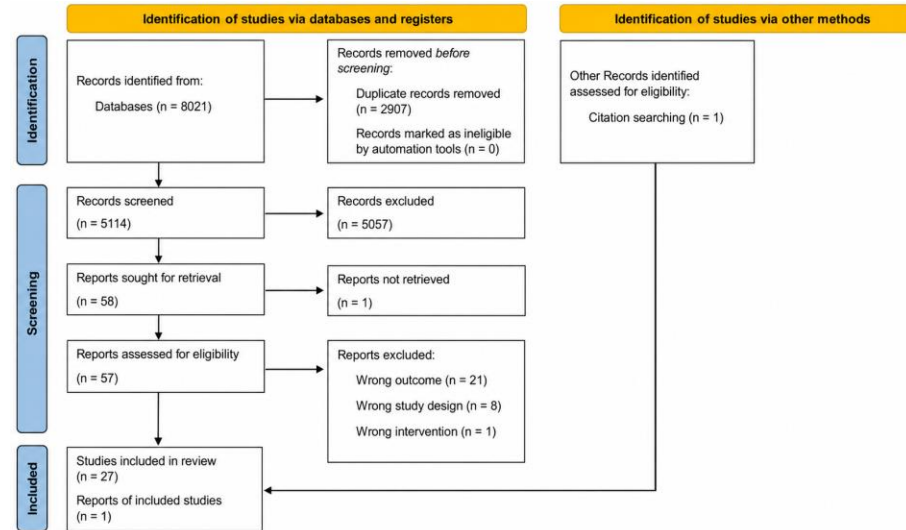 Identification of studies via databases and registers
Identification of studies via other methods
Identification
Records identified from:
Databases (n = 8021)
Records removed before
screening:
Duplicate records removed
(n = 2907)
Records marked as ineligible
by automation tools (n = 0)
Other Records identified
assessed for eligibility:
Citation searching (n = 1)
Screening
Records screened
(n = 5114)
Records excluded
(n = 5057)
Reports sought for retrieval
(n = 58)
Reports not retrieved
(n = 1)
Reports assessed for eligibility
(n = 57)
Reports excluded:
Wrong outcome (n = 21)
Wrong study design (n = 8)
Wrong intervention (n = 1)
Included
Studies included in review
(n = 27)
Reports of included studies
(n = 1)